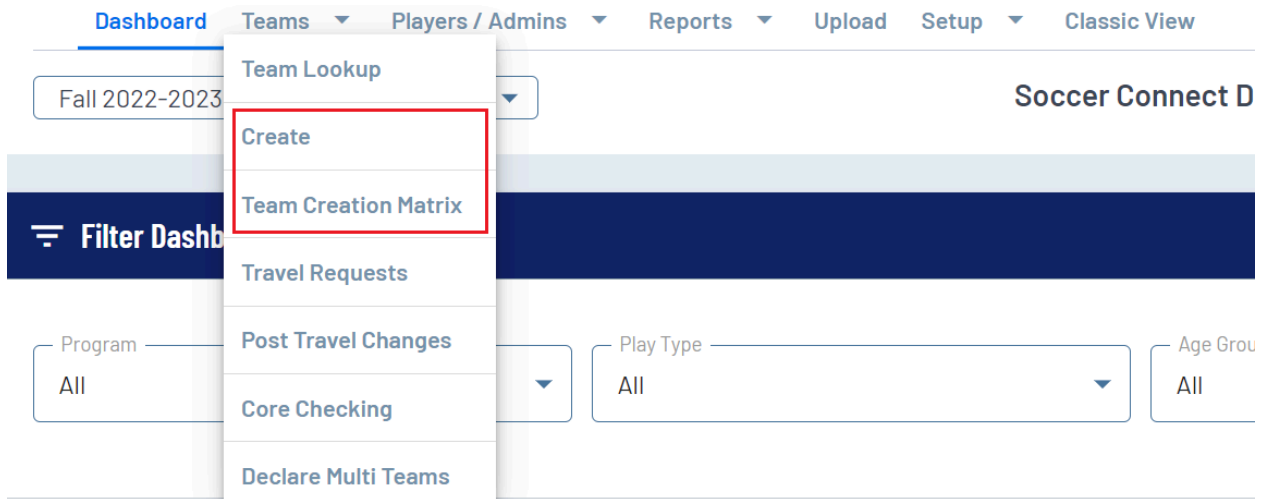 Dashboard Teams Players / Admins Reports Upload Setup Classic View
Team Lookup
Fall 2022-2023
Soccer Connect D
Create
Team Creation Matrix
Filter Dashb
Travel Requests
Program
Post Travel Changes
Play Type
Age Grou
All
All
All
Core Checking
Declare Multi Teams